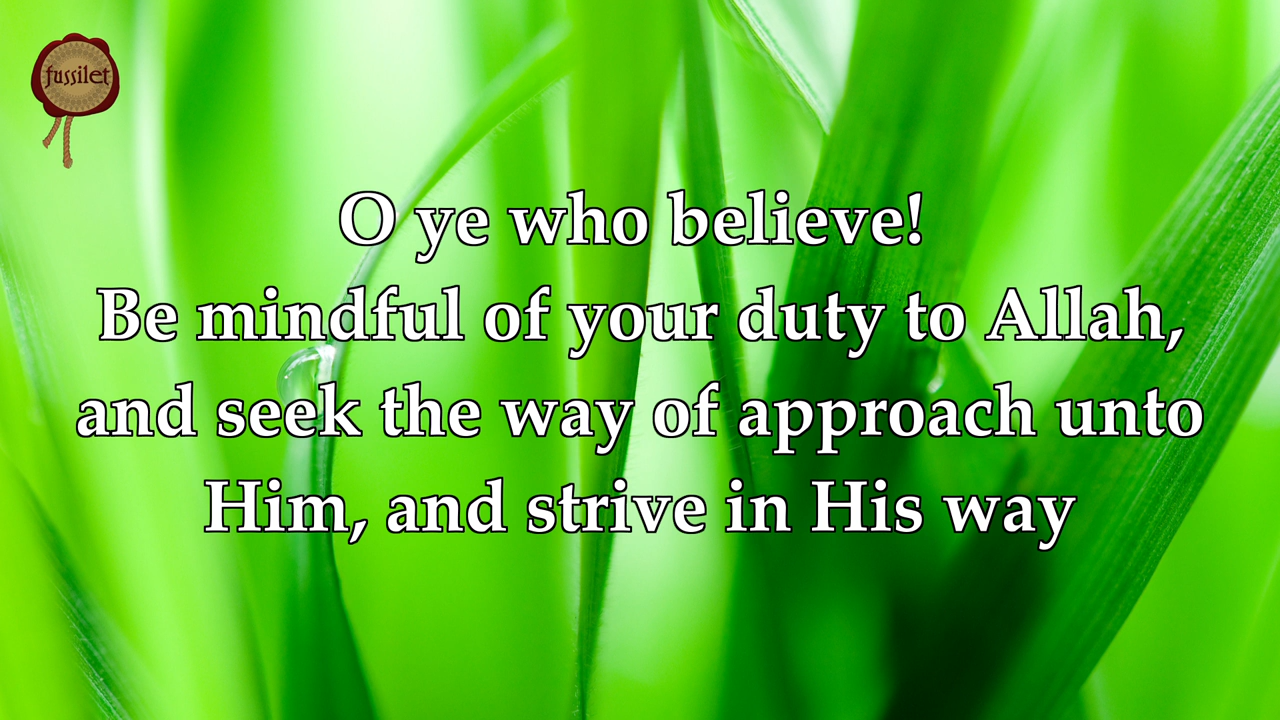 fussilet
O ye who believe!
Be mindful of your duty to Allah,
and seek the way of approach unto
Him, and strive in His way